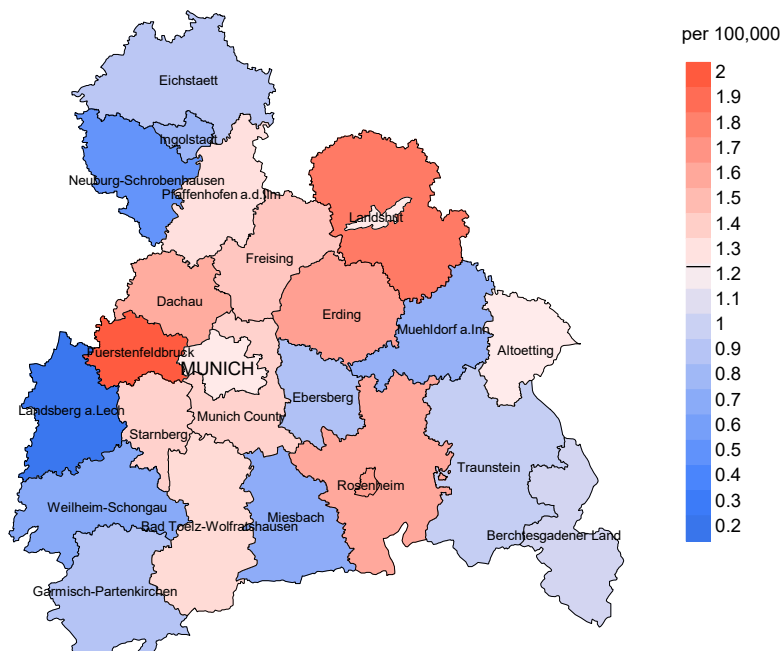 per 100,000
Eichstaett
Ingolstadt
Neuburg-Schrobenhausen
Pfaffenhofen a.d.Ilm
Landshut
Freising
Dachau
Erding
Muehldorf a.Inn
Altoetting
Fuerstenfeldbruck
MUNICH
Ebersberg
Landsberg a.Lech
Munich County
Starnberg
Traunstein
Rosenheim
Weilheim-Schongau
Miesbach
Bad Toelz-Wolfratshausen
Berchtesgadener Land
Garmisch-Partenkirchen
2
1.9
1.8
1.7
1.6
1.5
1.4
1.3
1.2
1.1
1
0.9
0.8
0.7
0.6
0.5
0.4
0.3
0.2